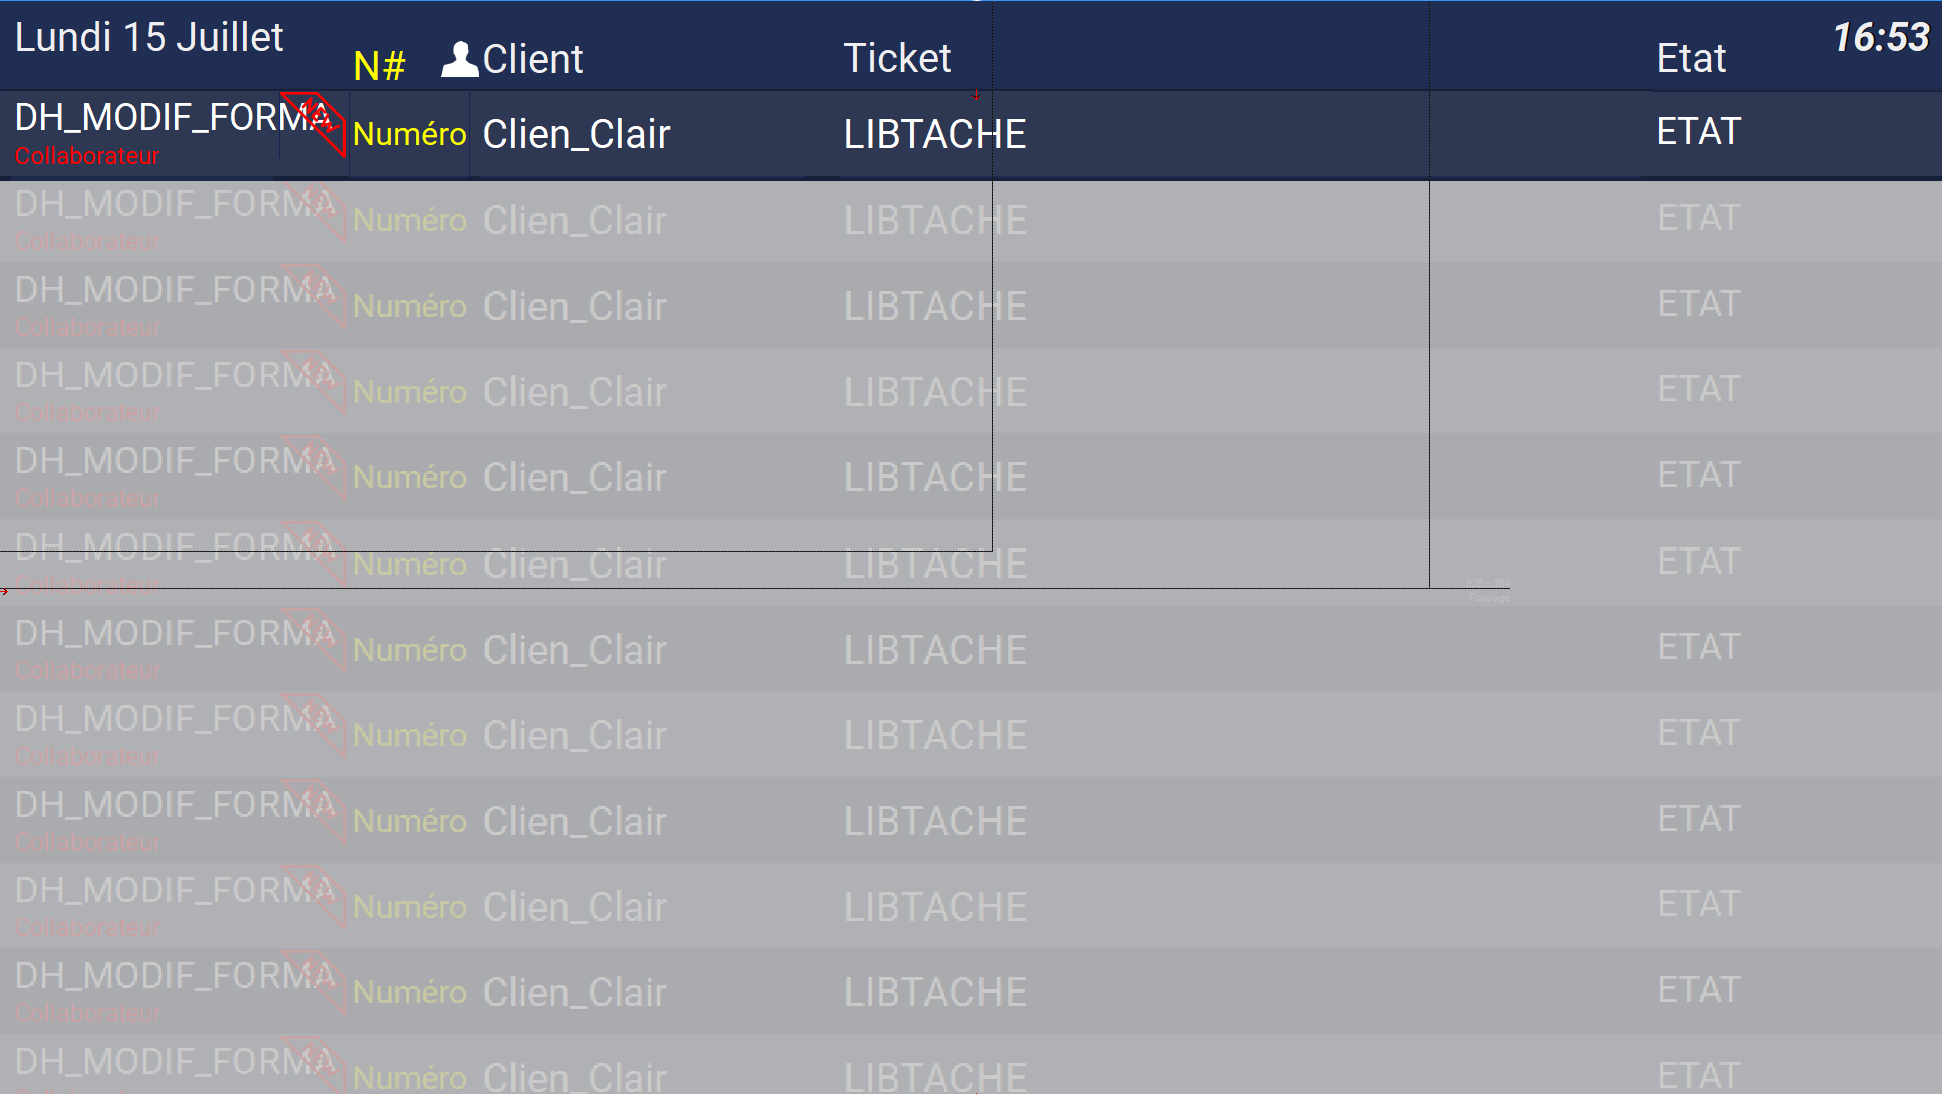 Lundi 15 Juillet N# Client Ticket Etat 16:53
DH_MODIF_FORMA Numéro Clien_Clair LIBTACHE ETAT
Collaborateur
DH_MODIF_FORMA Numéro Clien_Clair LIBTACHE ETAT
Collaborateur
DH_MODIF_FORMA Numéro Clien_Clair LIBTACHE ETAT
Collaborateur
DH_MODIF_FORMA Numéro Clien_Clair LIBTACHE ETAT
Collaborateur
DH_MODIF_FORMA Numéro Clien_Clair LIBTACHE ETAT
Collaborateur
DH_MODIF_FORMA Numéro Clien_Clair LIBTACHE ETAT
Collaborateur
Paysage
DH_MODIF_FORMA Numéro Clien_Clair LIBTACHE ETAT
Collaborateur
DH_MODIF_FORMA Numéro Clien_Clair LIBTACHE ETAT
Collaborateur
DH_MODIF_FORMA Numéro Clien_Clair LIBTACHE ETAT
Collaborateur
DH_MODIF_FORMA Numéro Clien_Clair LIBTACHE ETAT
Collaborateur
DH_MODIF_FORMA Numéro Clien_Clair LIBTACHE ETAT
Collaborateur
DH_MODIF_FORMA Numéro Clien_Clair LIBTACHE ETAT